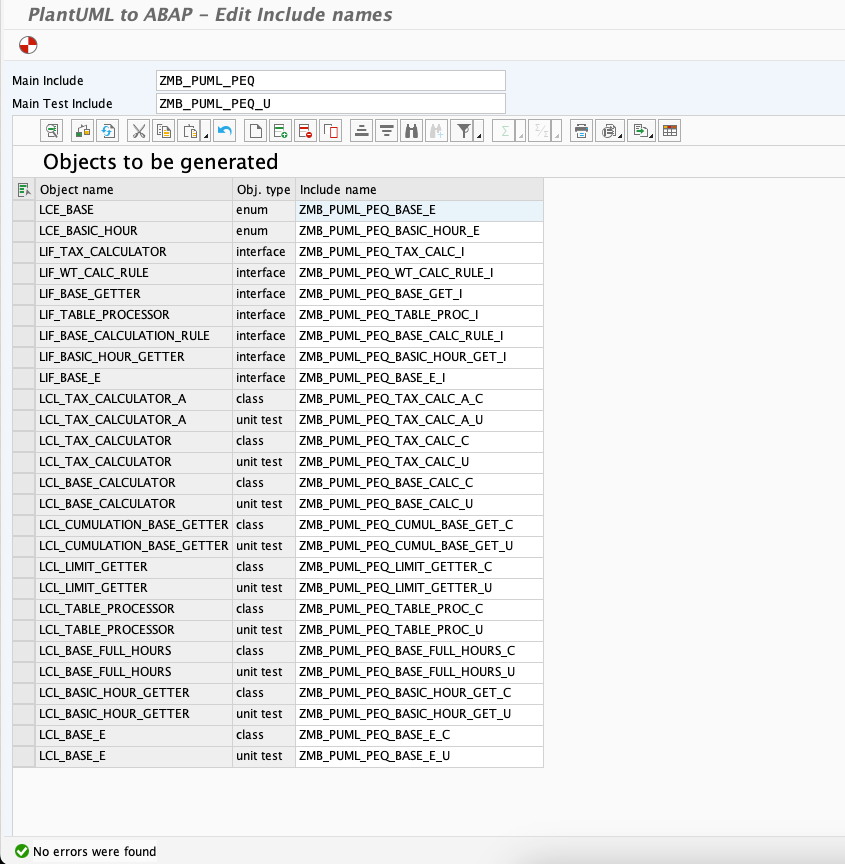 PlantUML to ABAP - Edit Include names
Main Include ZMB_PUML_PEQ
Main Test Include ZMB_PUML_PEQ_U
Objects to be generated
Object name Obj. type Include name
LCE_BASE enum ZMB_PUML_PEQ_BASE_E
LCE_BASIC_HOUR enum ZMB_PUML_PEQ_BASIC_HOUR_E
LIF_TAX_CALCULATOR interface ZMB_PUML_PEQ_TAX_CALC_I
LIF_WT_CALC_RULE interface ZMB_PUML_PEQ_WT_CALC_RULE_I
LIF_BASE_GETTER interface ZMB_PUML_PEQ_BASE_GET_I
LIF_TABLE_PROCESSOR interface ZMB_PUML_PEQ_TABLE_PROC_I
LIF_BASE_CALCULATION_RULE interface ZMB_PUML_PEQ_BASE_CALC_RULE_I
LIF_BASIC_HOUR_GETTER interface ZMB_PUML_PEQ_BASIC_HOUR_GET_I
LIF_BASE_E interface ZMB_PUML_PEQ_BASE_E_I
LCL_TAX_CALCULATOR_A class ZMB_PUML_PEQ_TAX_CALC_A_C
LCL_TAX_CALCULATOR_A unit test ZMB_PUML_PEQ_TAX_CALC_A_U
LCL_TAX_CALCULATOR class ZMB_PUML_PEQ_TAX_CALC_C
LCL_TAX_CALCULATOR unit test ZMB_PUML_PEQ_TAX_CALC_U
LCL_BASE_CALCULATOR class ZMB_PUML_PEQ_BASE_CALC_C
LCL_BASE_CALCULATOR unit test ZMB_PUML_PEQ_BASE_CALC_U
LCL_CUMULATION_BASE_GETTER class ZMB_PUML_PEQ_CUMUL_BASE_GET_C
LCL_CUMULATION_BASE_GETTER unit test ZMB_PUML_PEQ_CUMUL_BASE_GET_U
LCL_LIMIT_GETTER class ZMB_PUML_PEQ_LIMIT_GETTER_C
LCL_LIMIT_GETTER unit test ZMB_PUML_PEQ_LIMIT_GETTER_U
LCL_TABLE_PROCESSOR class ZMB_PUML_PEQ_TABLE_PROC_C
LCL_TABLE_PROCESSOR unit test ZMB_PUML_PEQ_TABLE_PROC_U
LCL_BASE_FULL_HOURS class ZMB_PUML_PEQ_BASE_FULL_HOURS_C
LCL_BASE_FULL_HOURS unit test ZMB_PUML_PEQ_BASE_FULL_HOURS_U
LCL_BASIC_HOUR_GETTER class ZMB_PUML_PEQ_BASIC_HOUR_GET_C
LCL_BASIC_HOUR_GETTER unit test ZMB_PUML_PEQ_BASIC_HOUR_GET_U
LCL_BASE_E class ZMB_PUML_PEQ_BASE_E_C
LCL_BASE_E unit test ZMB_PUML_PEQ_BASE_E_U
No errors were found